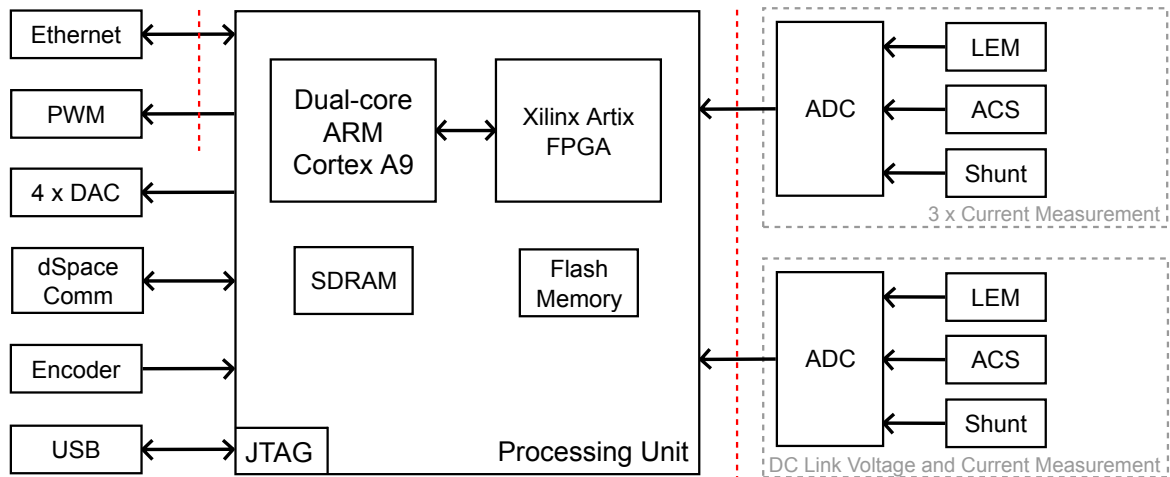 Ethernet
PWM
4 x DAC
dSpace
Comm
Encoder
USB
Dual-core
ARM
Cortex A9
Xilinx Artix
FPGA
SDRAM
Flash
Memory
JTAG
Processing Unit
ADC
LEM
ACS
Shunt
3 x Current Measurement
ADC
LEM
ACS
Shunt
DC Link Voltage and Current Measurement